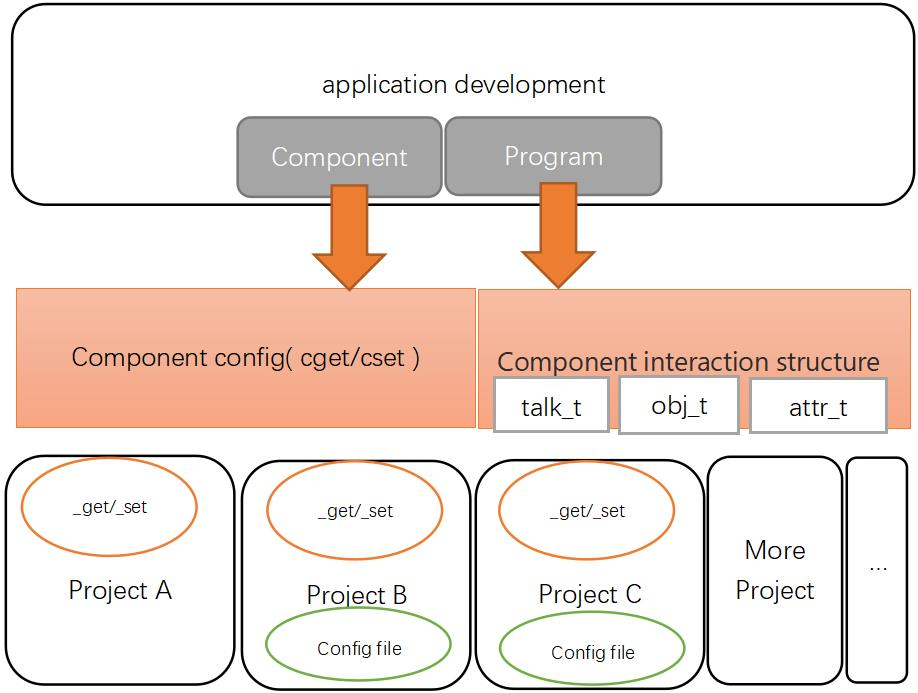 application development
Component
Program
Component config( cget/cset )
Component interaction structure
talk_t
obj_t
attr_t
_get/_set
Project A
_get/_set
Project B
Config file
_get/_set
Project C
Config file
More
Project
...